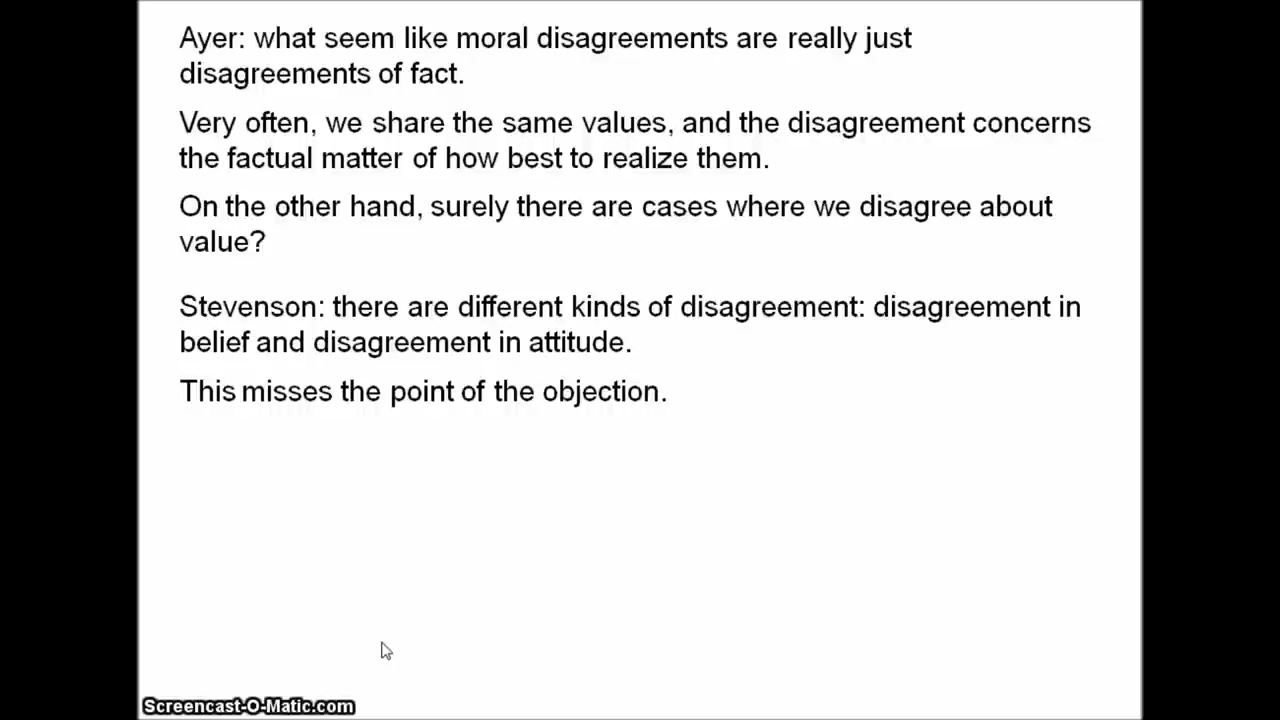 Ayer: what seem like moral disagreements are really just
disagreements of fact.
Very often, we share the same values, and the disagreement concerns
the factual matter of how best to realize them.
On the other hand, surely there are cases where we disagree about
value?
Stevenson: there are different kinds of disagreement: disagreement in
belief and disagreement in attitude.
This misses the point of the objection.
Screencast-O-Matic.com